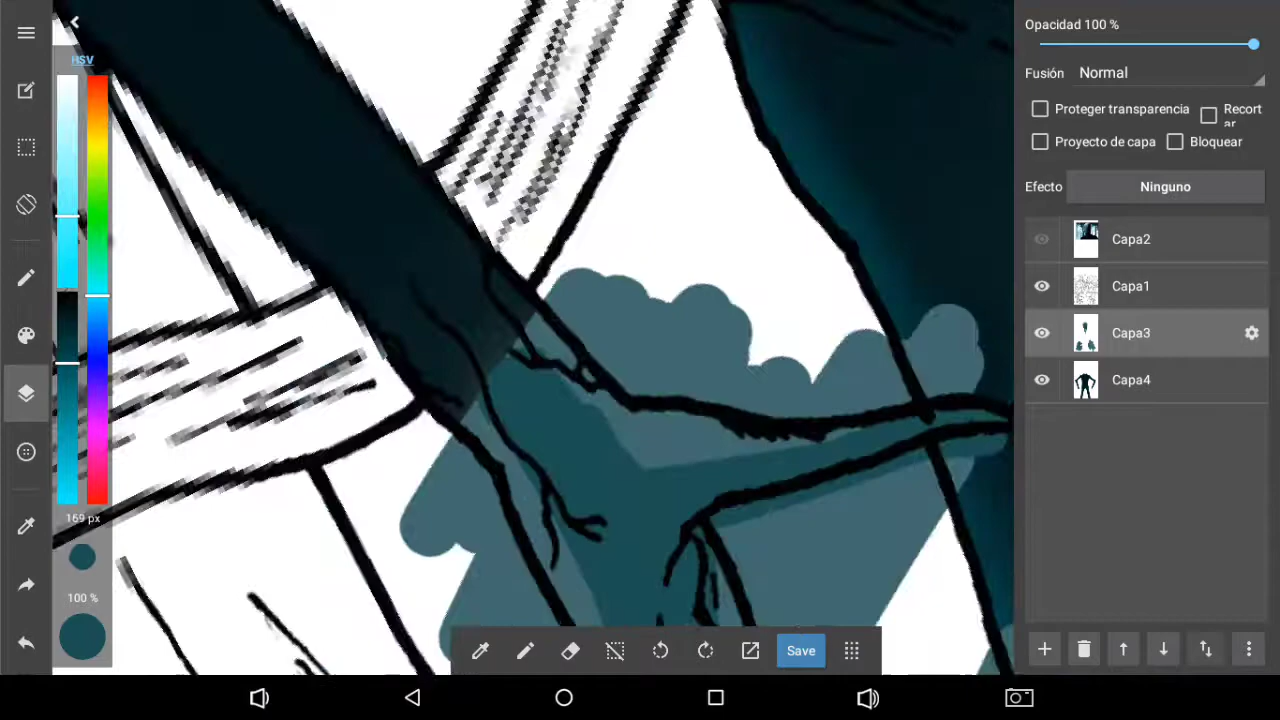 HSV
169 px
100 %
Save
Opacidad 100 %
Fusión Normal
Proteger transparencia
Recort
ar
Proyecto de capa
Bloquear
Efecto Ninguno
Capa2
Capa1
Capa3
Capa4